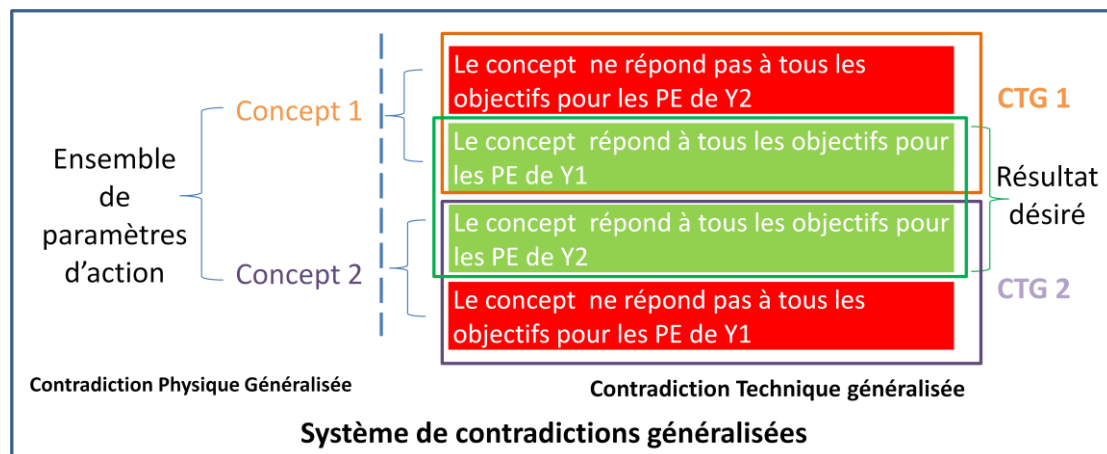 Ensemble
de
paramètres
d'action
Concept 1
Concept 2
Le concept ne répond pas à tous les
objectifs pour les PE de Y2
Le concept répond à tous les objectifs pour
les PE de Y1
Le concept répond à tous les objectifs pour
les PE de Y2
Le concept ne répond pas à tous les
objectifs pour les PE de Y1
CTG 1
Résultat
désiré
CTG 2
Contradiction Physique Généralisée
Contradiction Technique généralisée
Système de contradictions généralisées